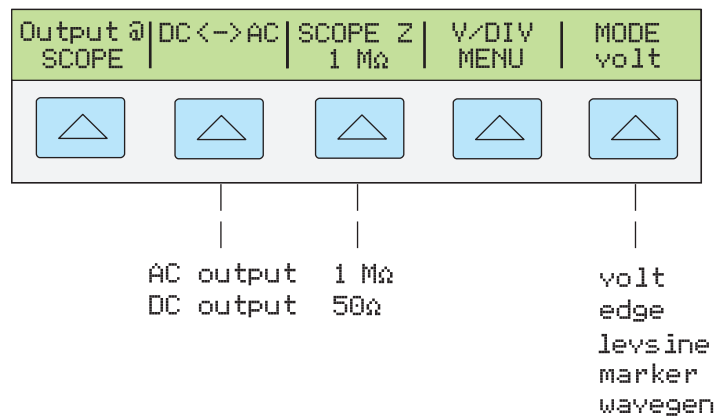 Output @|DC<->AC|SCOPE Z|V/DIV|MODE
SCOPE||1 MΩ|MENU|volt
AC output 1 MΩ
DC output 50Ω
volt
edge
levsine
marker
wavegen